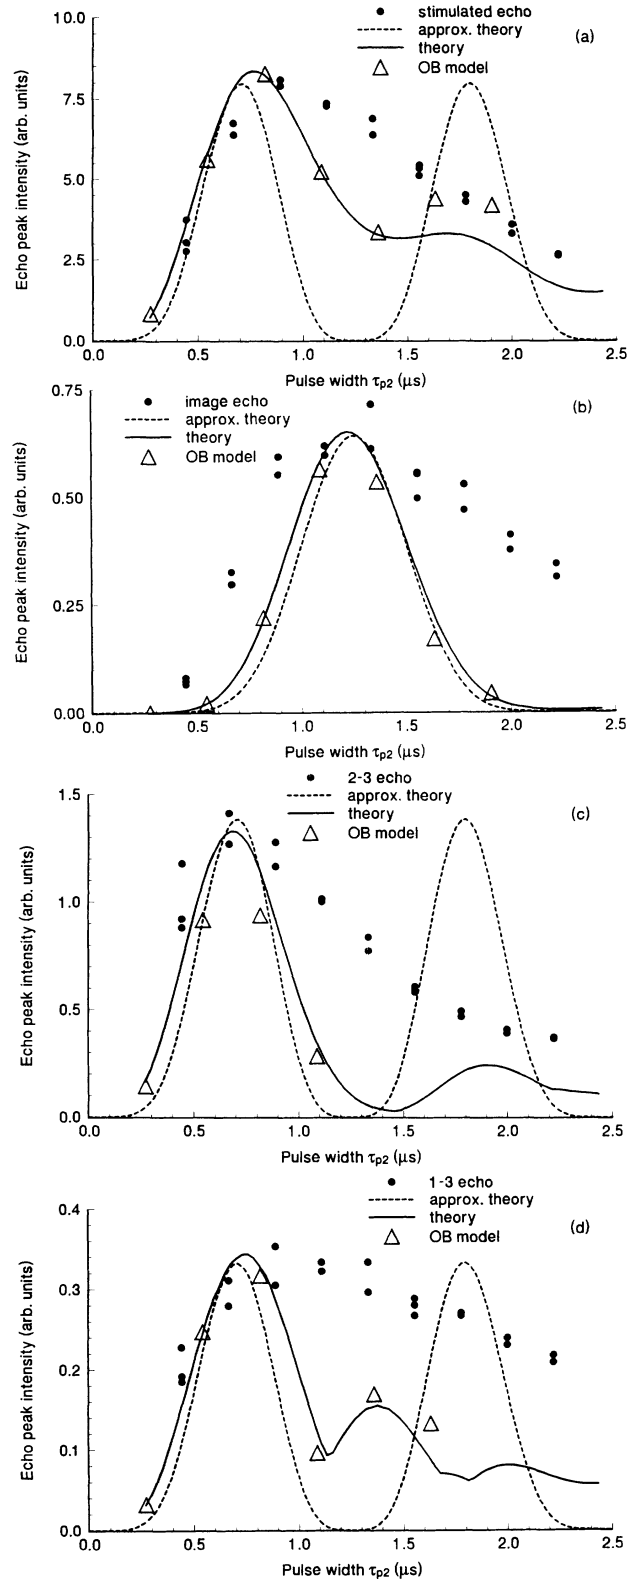 stimulated echo
approx. theory
theory
OB model
(a)
10.0
7.5
5.0
2.5
0.0
Echo peak intensity (arb. units)
0.0 0.5 1.0 1.5 2.0 2.5
Pulse width τp2 (μs)
image echo
approx. theory
theory
OB model
(b)
0.75
0.50
0.25
0.00
Echo peak intensity (arb. units)
0.0 0.5 1.0 1.5 2.0 2.5
Pulse width τp2 (μs)
2-3 echo
approx. theory
theory
OB model
(c)
1.5
1.0
0.5
0.0
Echo peak intensity (arb. units)
0.0 0.5 1.0 1.5 2.0 2.5
Pulse width τp2 (μs)
1-3 echo
approx. theory
theory
OB model
(d)
0.4
0.3
0.2
0.1
0.0
Echo peak intensity (arb. units)
0.0 0.5 1.0 1.5 2.0 2.5
Pulse width τp2 (μs)